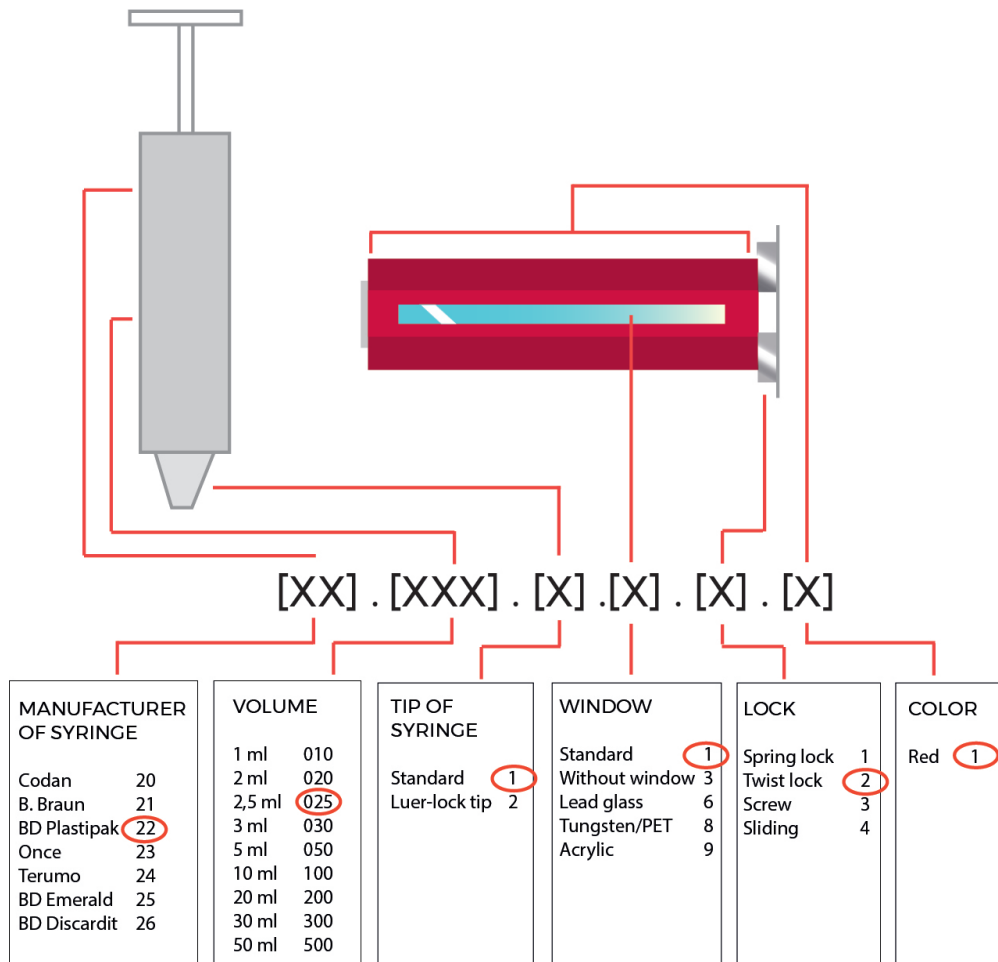 [XX] . [XXX] . [X] .[X] . [X] . [X]
MANUFACTURER
OF SYRINGE
Codan 20
B. Braun 21
BD Plastipak 22
Once 23
Terumo 24
BD Emerald 25
BD Discardit 26
VOLUME
1 ml 010
2 ml 020
2,5 ml 025
3 ml 030
5 ml 050
10 ml 100
20 ml 200
30 ml 300
50 ml 500
TIP OF
SYRINGE
Standard 1
Luer-lock tip 2
WINDOW
Standard 1
Without window 3
Lead glass 6
Tungsten/PET 8
Acrylic 9
LOCK
Spring lock 1
Twist lock 2
Screw 3
Sliding 4
COLOR
Red 1